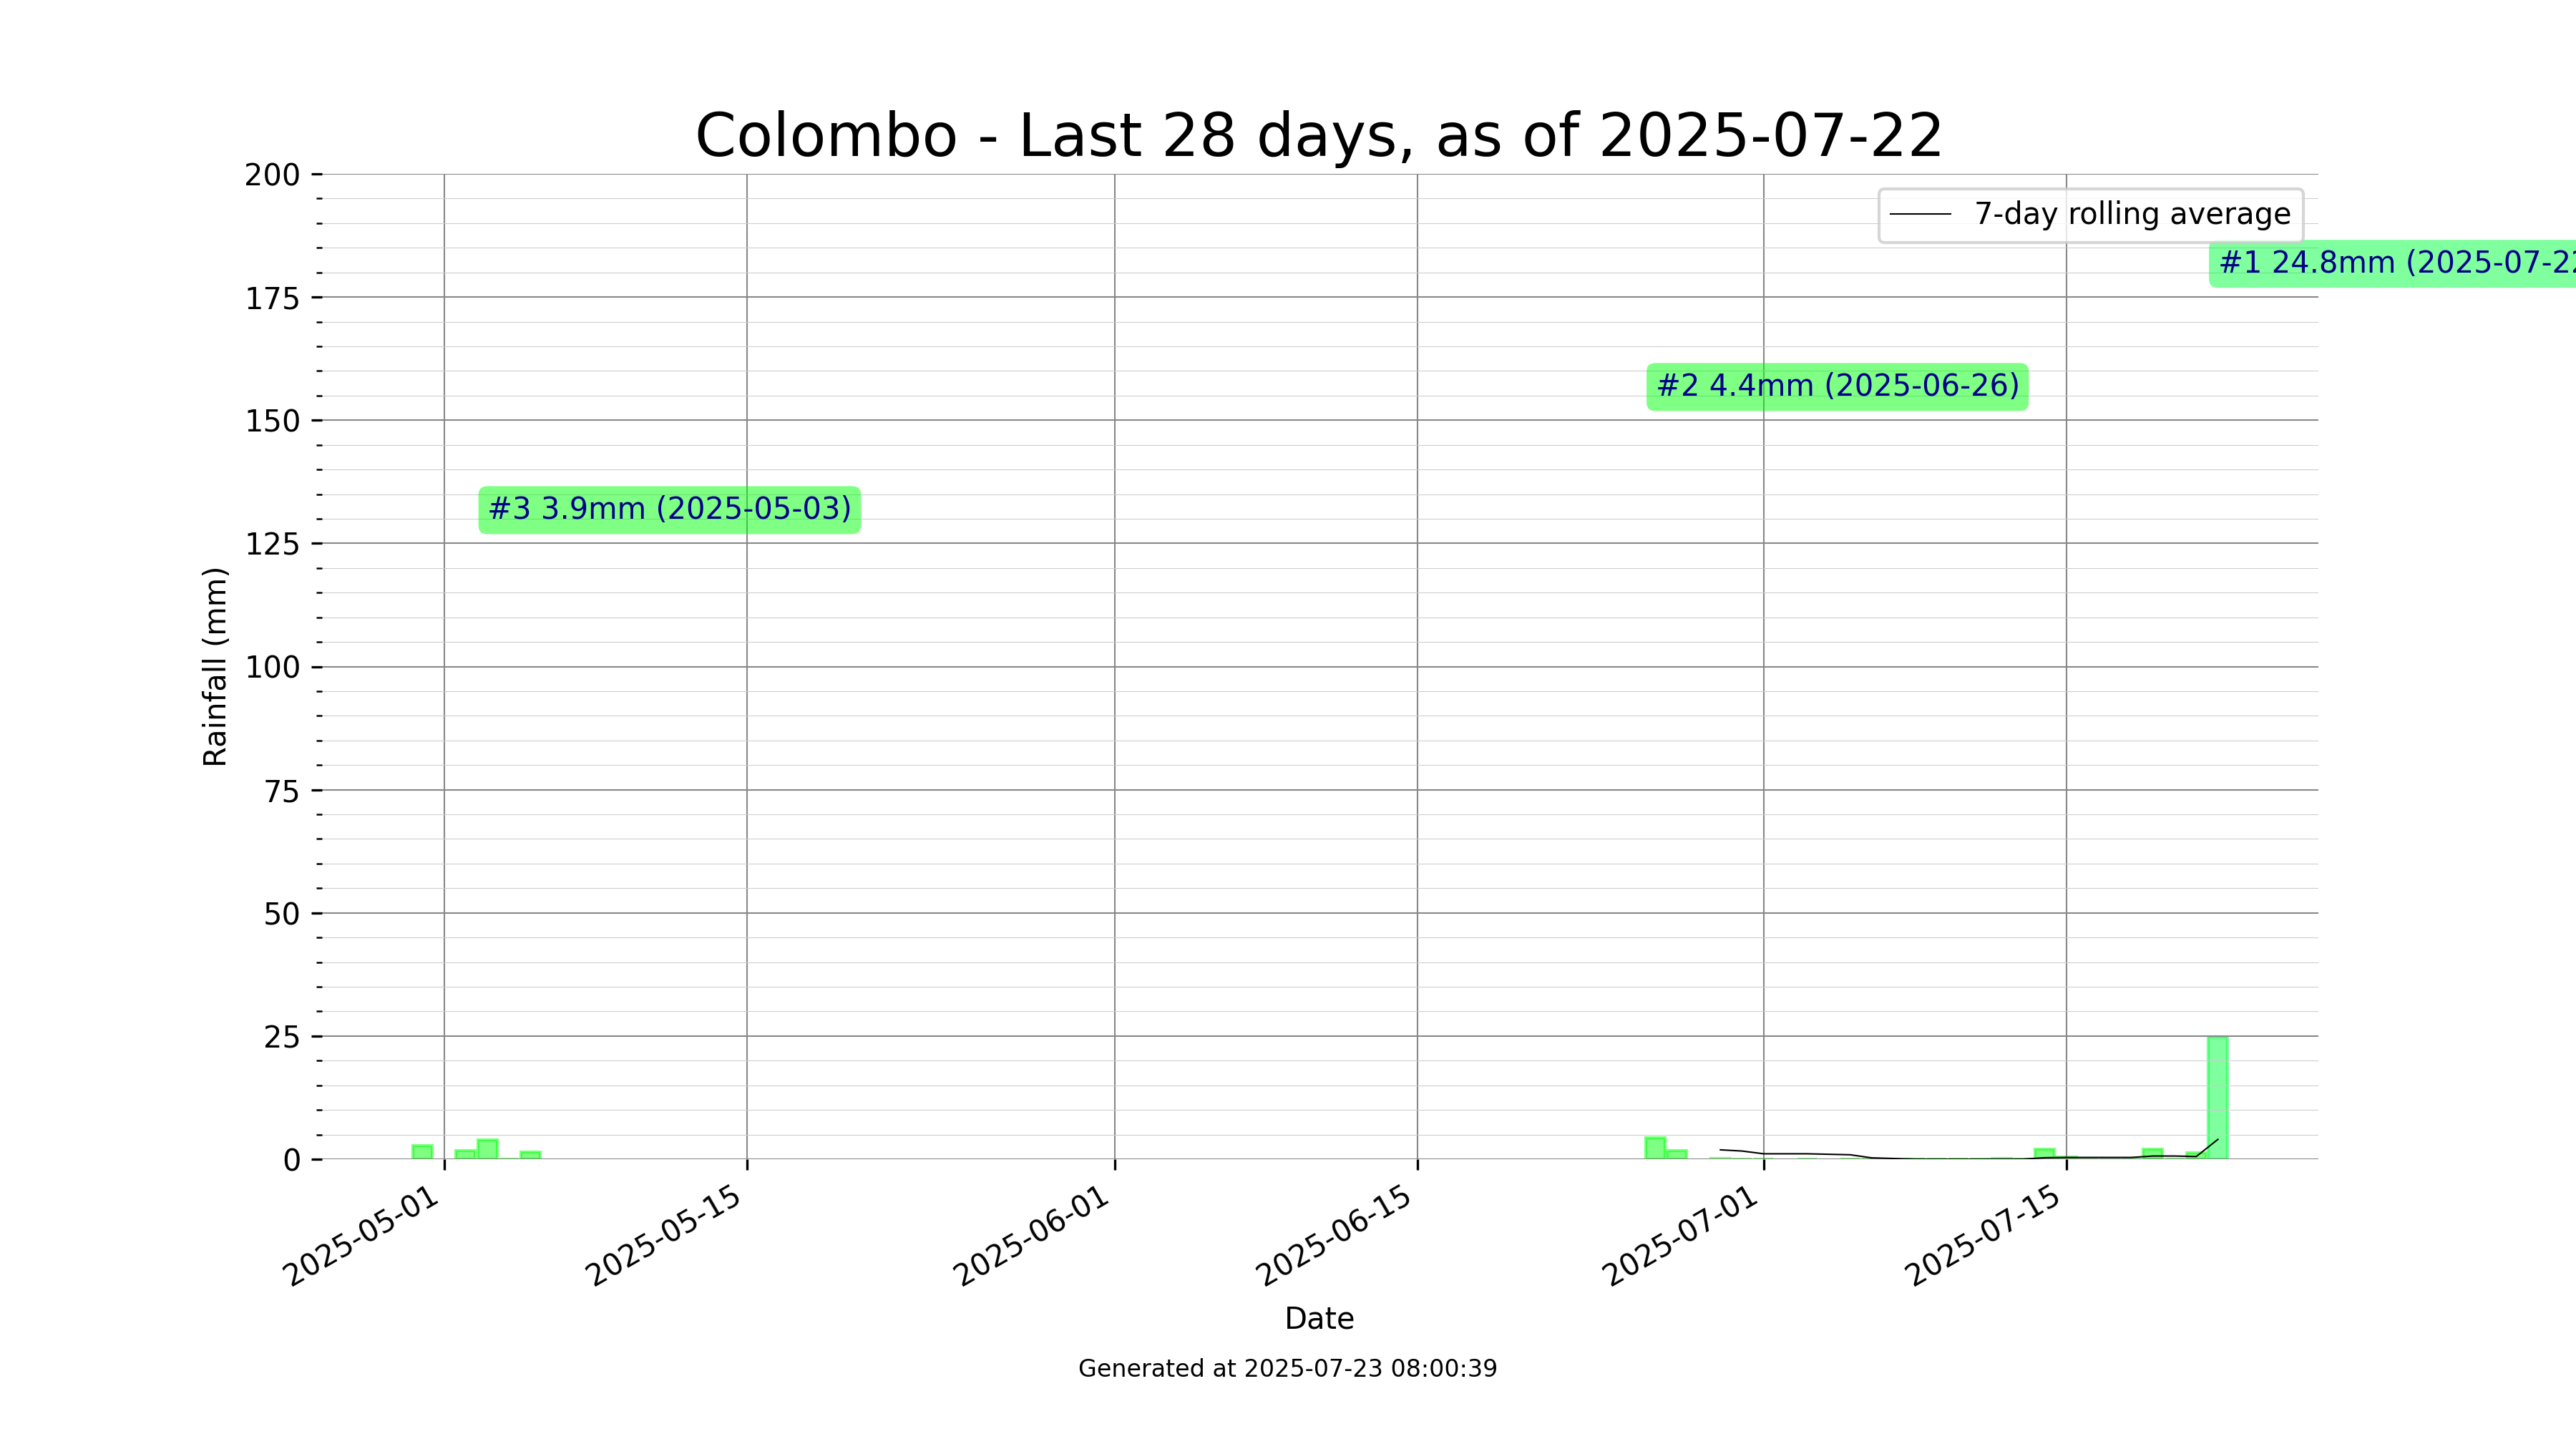 Colombo - Last 28 days, as of 2025-07-22
200
175
150
125
100
75
50
25
0
Rainfall (mm)
7-day rolling average
#1 24.8mm (2025-07-22
#2 4.4mm (2025-06-26)
#3 3.9mm (2025-05-03)
2025-05-01
2025-05-15
2025-06-01
2025-06-15
2025-07-01
2025-07-15
Date
Generated at 2025-07-23 08:00:39